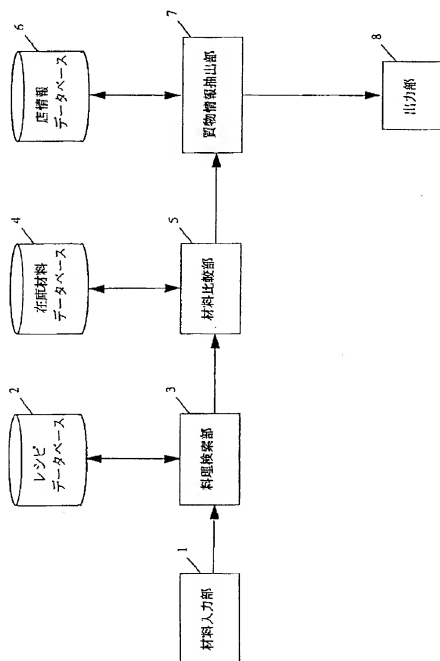 1
材料入力部
2
レシピ
データベース
3
料理検索部
4
在庫材料
データベース
5
材料比較部
6
店情報
データベース
7
買物情報抽出部
8
出力部